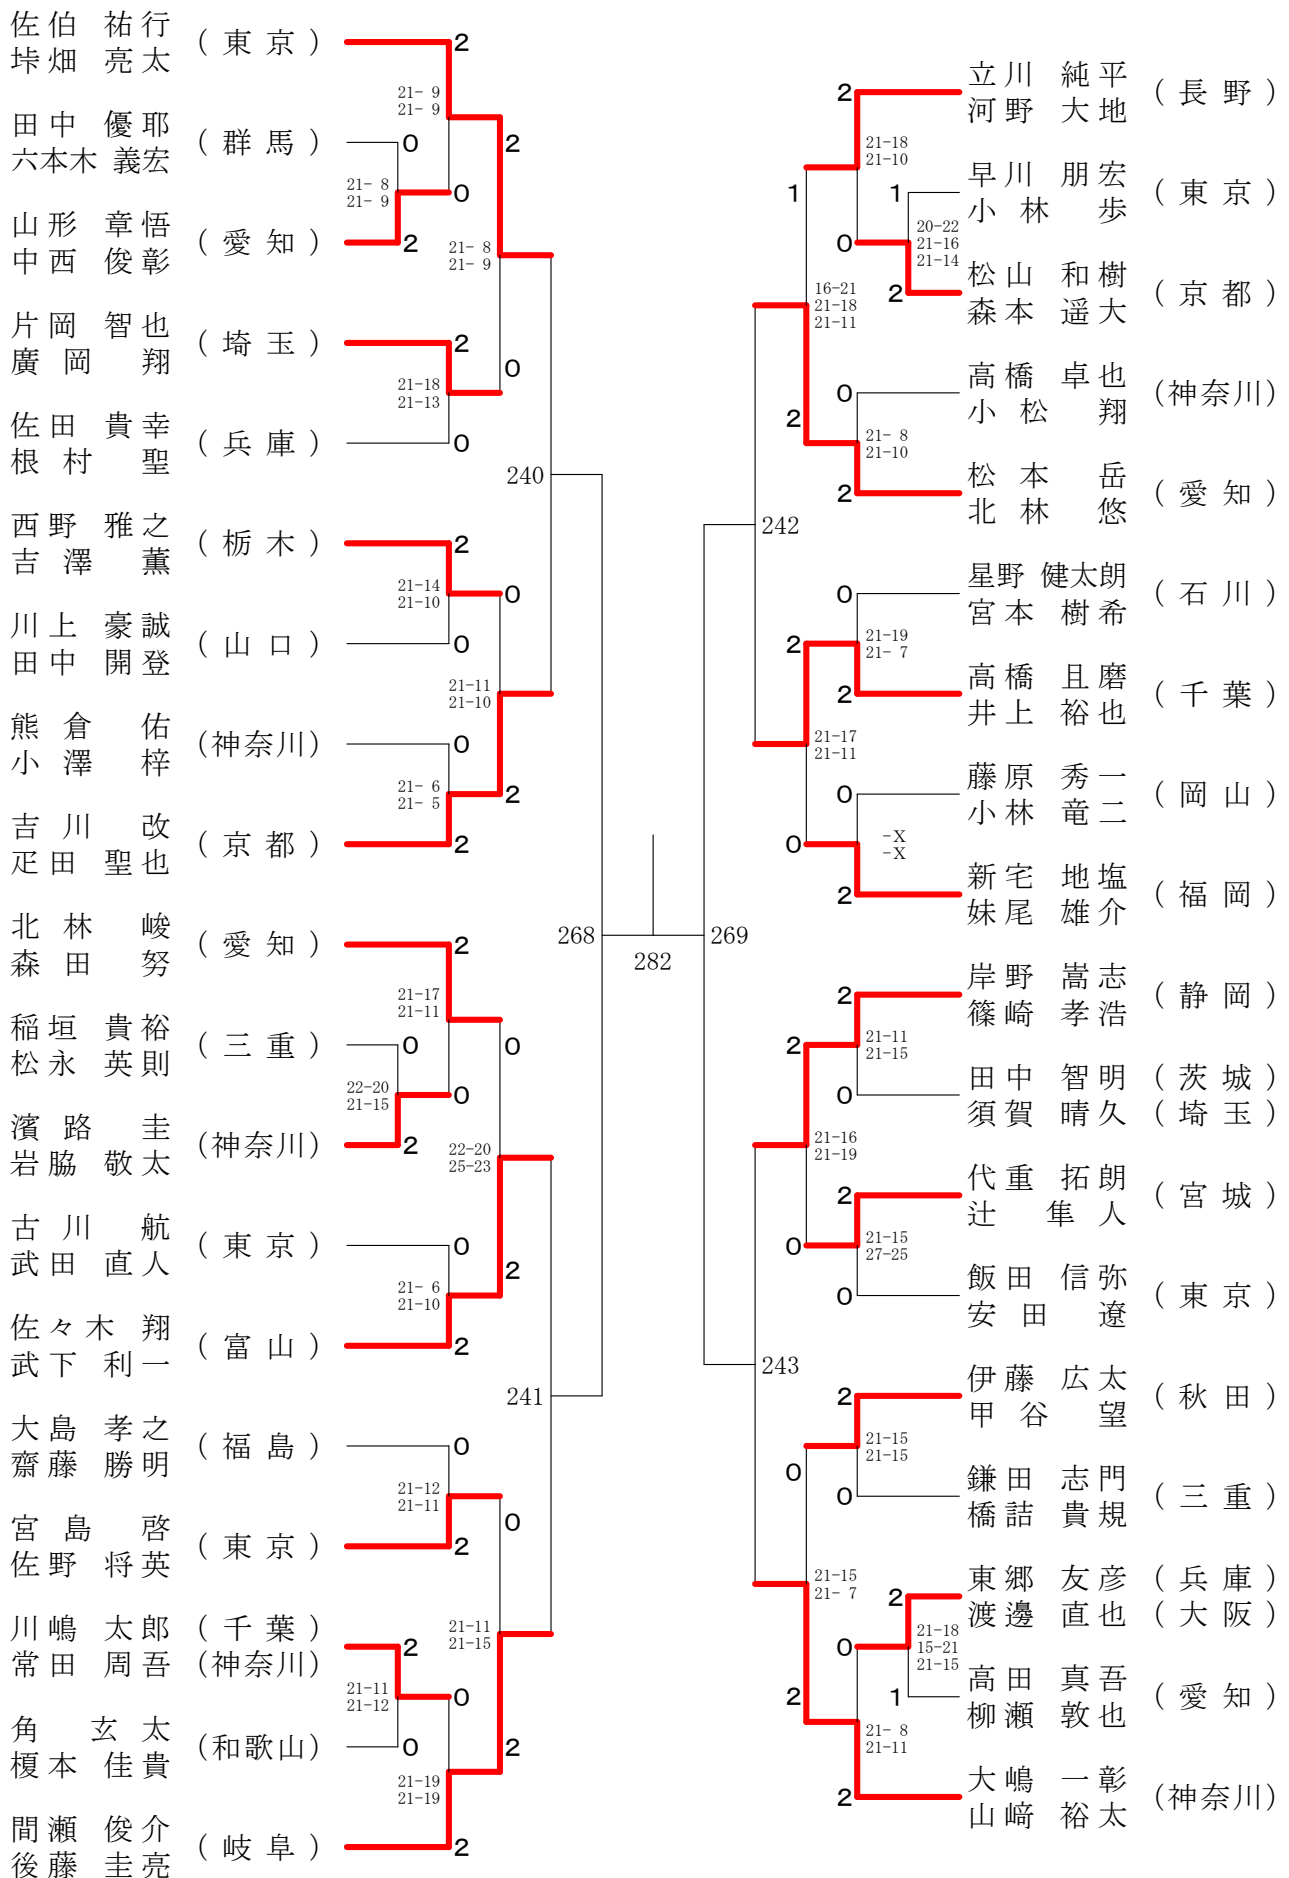 佐伯 祐行
垰畑 亮太
(東京)
2
21- 9
21- 9
田中 優耶
六本木 義宏
(群馬)
0
2
21- 8
21- 9
0
山形 章悟
中西 俊彰
(愛知)
2
21- 8
21- 9
片岡 智也
廣岡 翔
(埼玉)
2
0
21-18
21-13
佐田 貴幸
根村 聖
(兵庫)
0
240
西野 雅之
吉澤 薫
(栃木)
2
21-14
21-10
0
川上 豪誠
田中 開登
(山口)
0
21-11
21-10
熊倉 佑
小澤 梓
(神奈川)
0
21- 6
21- 5
2
吉川 改
疋田 聖也
(京都)
2
268
282
269
北林 峻
森田 努
(愛知)
2
21-17
21-11
稲垣 貴裕
松永 英則
(三重)
0
0
22-20
21-15
0
濱路 圭
岩脇 敬太
(神奈川)
2
22-20
25-23
古川 航
武田 直人
(東京)
0
2
21- 6
21-10
佐々木 翔
武下 利一
(富山)
2
241
大島 孝之
齋藤 勝明
(福島)
0
21-12
21-11
0
宮島 啓
佐野 将英
(東京)
2
川嶋 太郎
常田 周吾
(千葉)
(神奈川)
2
21-11
21-15
21-11
21-12
0
角 玄太
榎本 佳貴
(和歌山)
0
2
21-19
21-19
間瀬 俊介
後藤 圭亮
(岐阜)
2
2
立川 純平
河野 大地
(長野)
21-18
21-10
1
1
早川 朋宏
小林 歩
(東京)
0
20-22
21-16
21-14
2
松山 和樹
森本 遥大
(京都)
16-21
21-18
21-11
0
高橋 卓也
小松 翔
(神奈川)
2
21- 8
21-10
2
松本 岳
北林 悠
(愛知)
242
0
星野 健太朗
宮本 樹希
(石川)
2
21-19
21- 7
2
高橋 且磨
井上 裕也
(千葉)
21-17
21-11
0
藤原 秀一
小林 竜二
(岡山)
0
-X
-X
2
新宅 地塩
妹尾 雄介
(福岡)
2
岸野 嵩志
篠崎 孝浩
(静岡)
2
21-11
21-15
0
田中 智明
須賀 晴久
(茨城)
(埼玉)
21-16
21-19
2
代重 拓朗
辻 隼人
(宮城)
0
21-15
27-25
0
飯田 信弥
安田 遼
(東京)
243
2
伊藤 広太
甲谷 望
(秋田)
0
21-15
21-15
0
鎌田 志門
橋詰 貴規
(三重)
21-15
21- 7
2
東郷 友彦
渡邊 直也
(兵庫)
(大阪)
0
21-18
15-21
21-15
2
1
高田 真吾
柳瀬 敦也
(愛知)
21- 8
21-11
2
大嶋 一彰
山﨑 裕太
(神奈川)